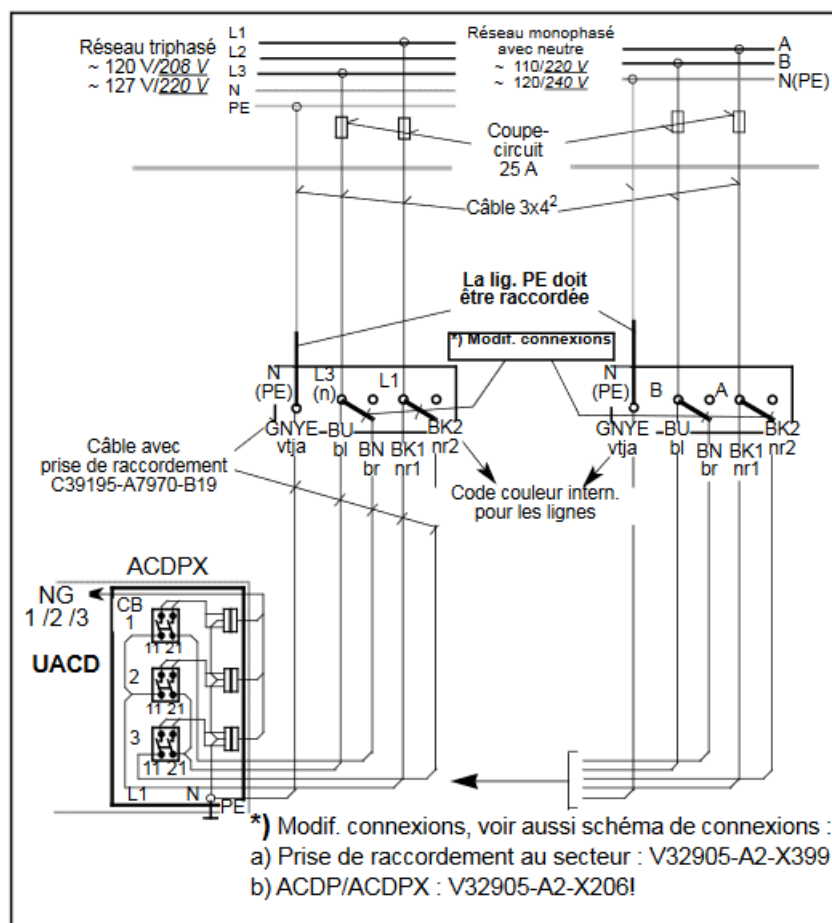 Réseau triphasé
~ 120 V/208 V
~ 127 V/220 V
L1
L2
L3
N
PE
Réseau monophasé
avec neutre
~ 110/220 V
~ 120/240 V
A
B
N(PE)
Coupe-
circuit
25 A
Câble 3x4²
La lig. PE doit
être raccordée
*) Modif. connexions
N
(PE)
L3
(n)
L1
GNYE
vtja
BU
bl
BN
br
BK1
nr1
BK2
nr2
N
(PE)
B
A
GNYE
vtja
BU
bl
BN
br
BK1
nr1
BK2
nr2
Câble avec
prise de raccordement
C39195-A7970-B19
Code couleur intern.
pour les lignes
ACDPX
NG
1 /2 /3
UACD
CB
1
11 21
2
11 21
3
11 21
L1
N
PE
*) Modif. connexions, voir aussi schéma de connexions :
a) Prise de raccordement au secteur : V32905-A2-X399
b) ACDP/ACDPX : V32905-A2-X206!